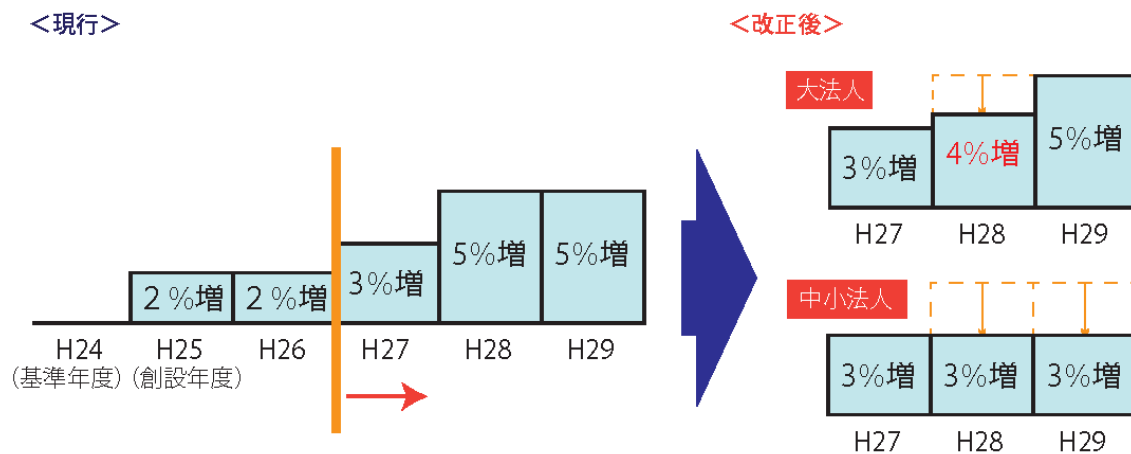 ＜現行＞
2%増
2%増
3%増
5%増
5%増
H24
H25
H26
H27
H28
H29
(基準年度)
(創設年度)
＜改正後＞
大法人
3%増
4%増
5%増
H27
H28
H29
中小法人
3%増
3%増
3%増
H27
H28
H29